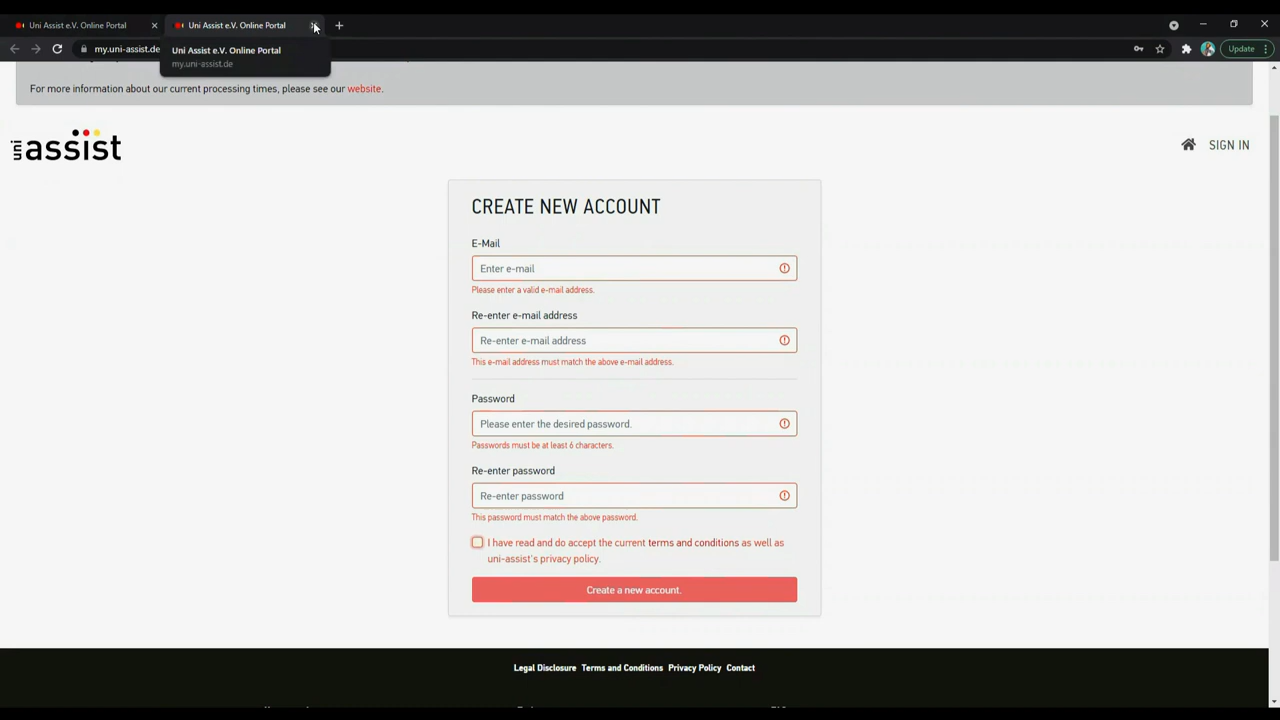 Uni Assist e.V. Online Portal
Uni Assist e.V. Online Portal
my.uni-assist.de
Update
Uni Assist e.V. Online Portal
my.uni-assist.de
For more information about our current processing times, please see our website.
uni assist
SIGN IN
CREATE NEW ACCOUNT
E-Mail
Enter e-mail
Please enter a valid e-mail address.
Re-enter e-mail address
Re-enter e-mail address
This e-mail address must match the above e-mail address.
Password
Please enter the desired password.
Passwords must be at least 6 characters.
Re-enter password
Re-enter password
This password must match the above password.
I have read and do accept the current terms and conditions as well as
uni-assist's privacy policy.
Create a new account.
Legal Disclosure Terms and Conditions Privacy Policy Contact